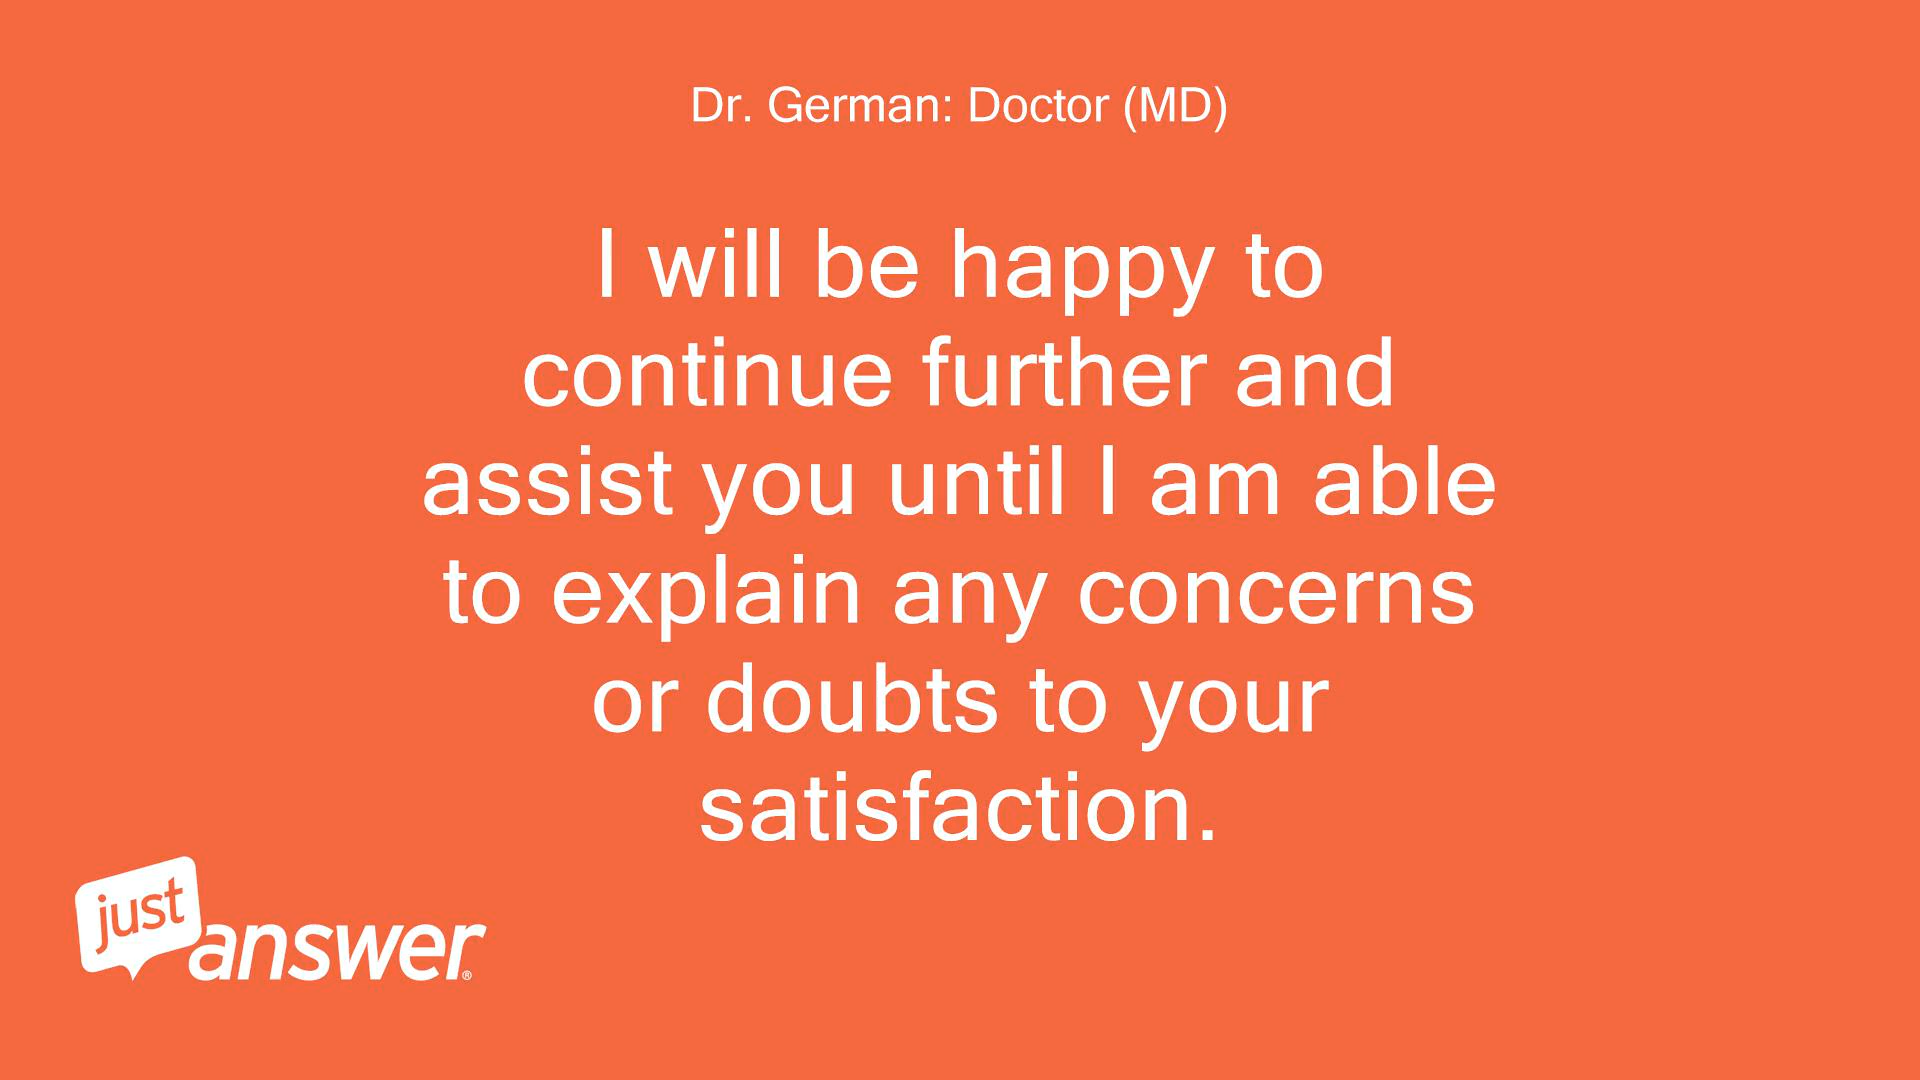 Dr. German: Doctor (MD)
I will be happy to
continue further and
assist you until I am able
to explain any concerns
or doubts to your
satisfaction.
just
answer®